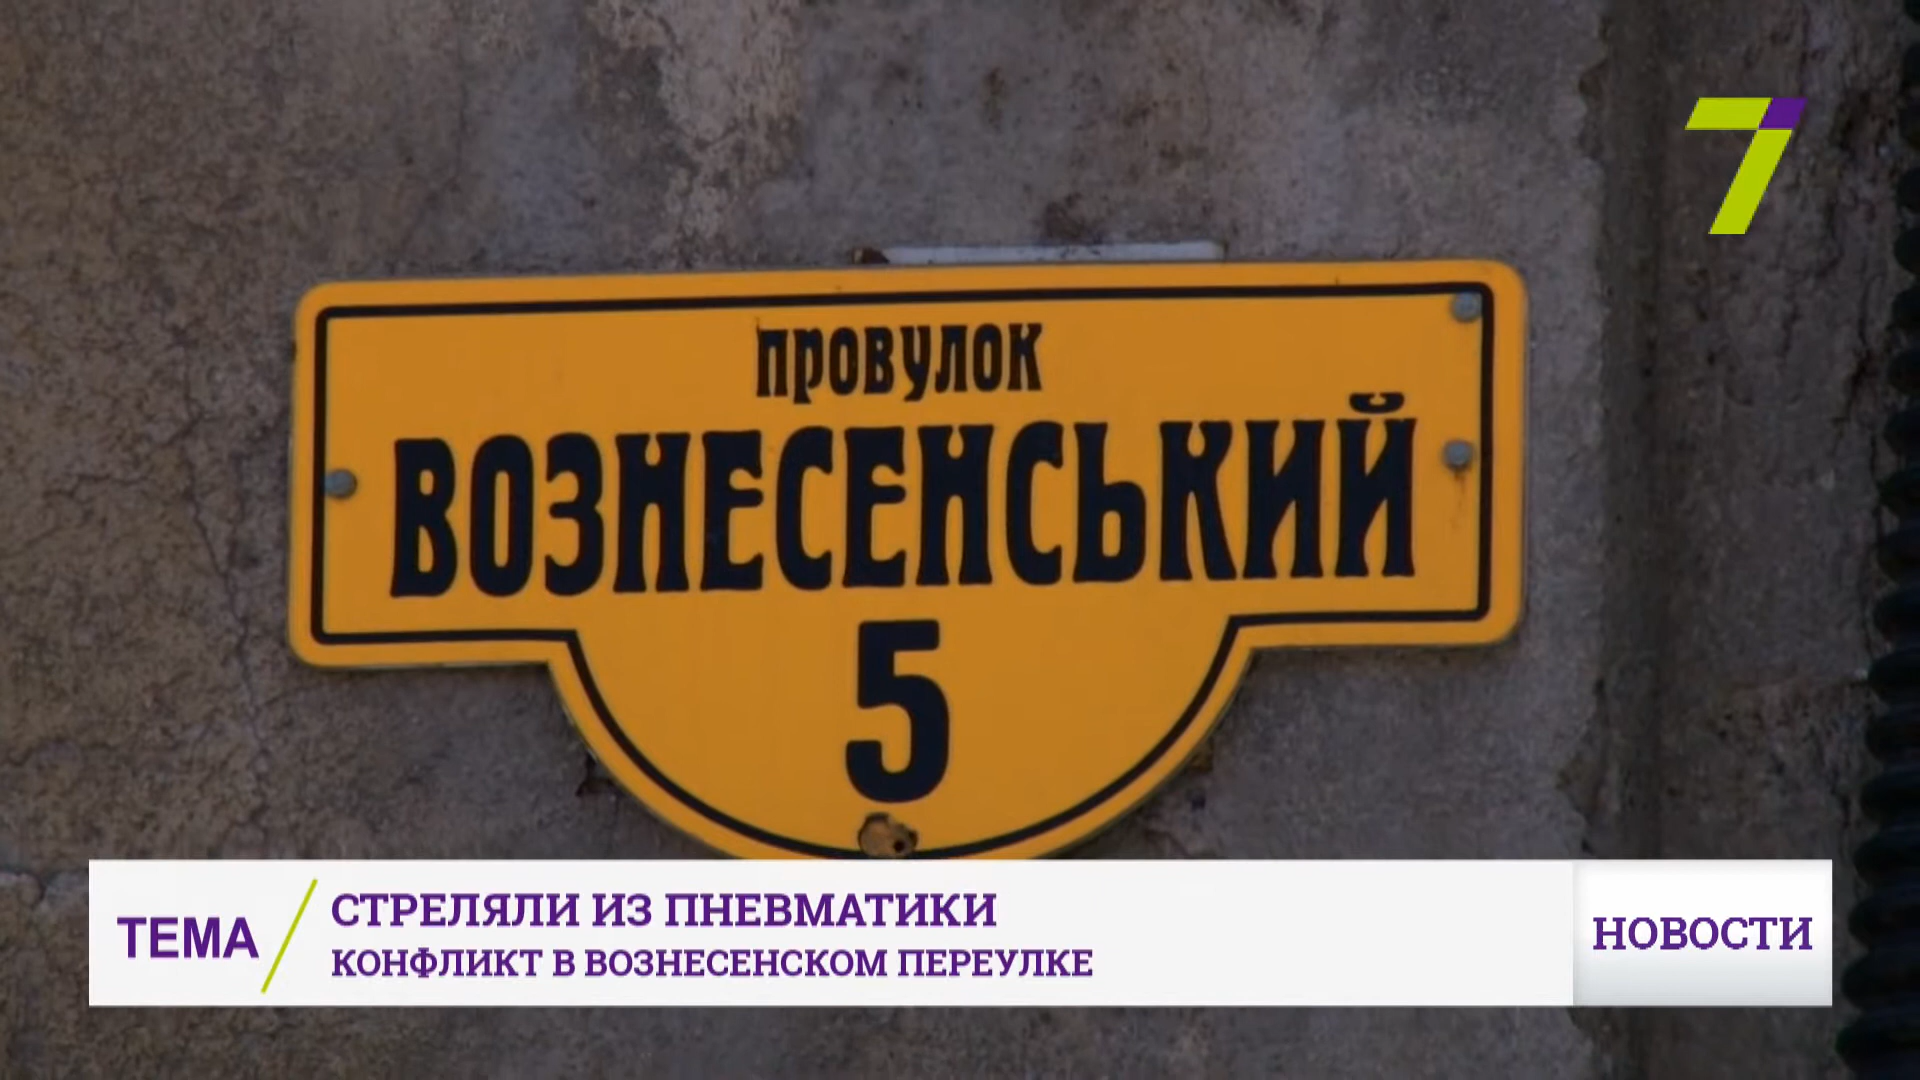 7
провулок
ВОЗНЕСЕНСЬКИЙ
5
ТЕМА
СТРЕЛЯЛИ ИЗ ПНЕВМАТИКИ
КОНФЛИКТ В ВОЗНЕСЕНСКОМ ПЕРЕУЛКЕ
НОВОСТИ